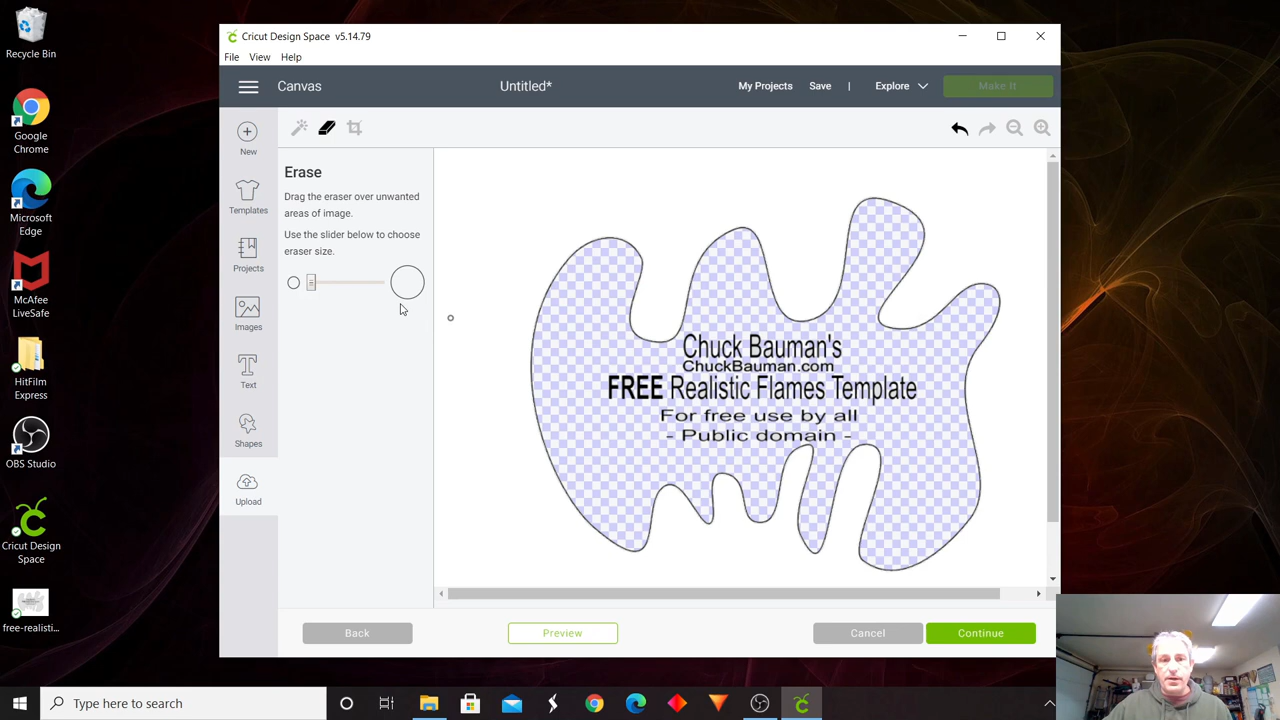 Recycle Bin
Google
Chrome
Microsoft
Edge
McAfee
LiveSafe
HitFilm
Express
OBS Studio
Cricut Design
Space
free-realisti...
Cricut Design Space v5.14.79
File View Help
Canvas
Untitled*
My Projects Save | Explore Make It
New
Templates
Projects
Images
Text
Shapes
Upload
Erase
Drag the eraser over unwanted
areas of image.
Use the slider below to choose
eraser size.
Chuck Bauman's
ChuckBauman.com
FREE Realistic Flames Template
For free use by all
- Public domain -
Back Preview Cancel Continue
Type here to search